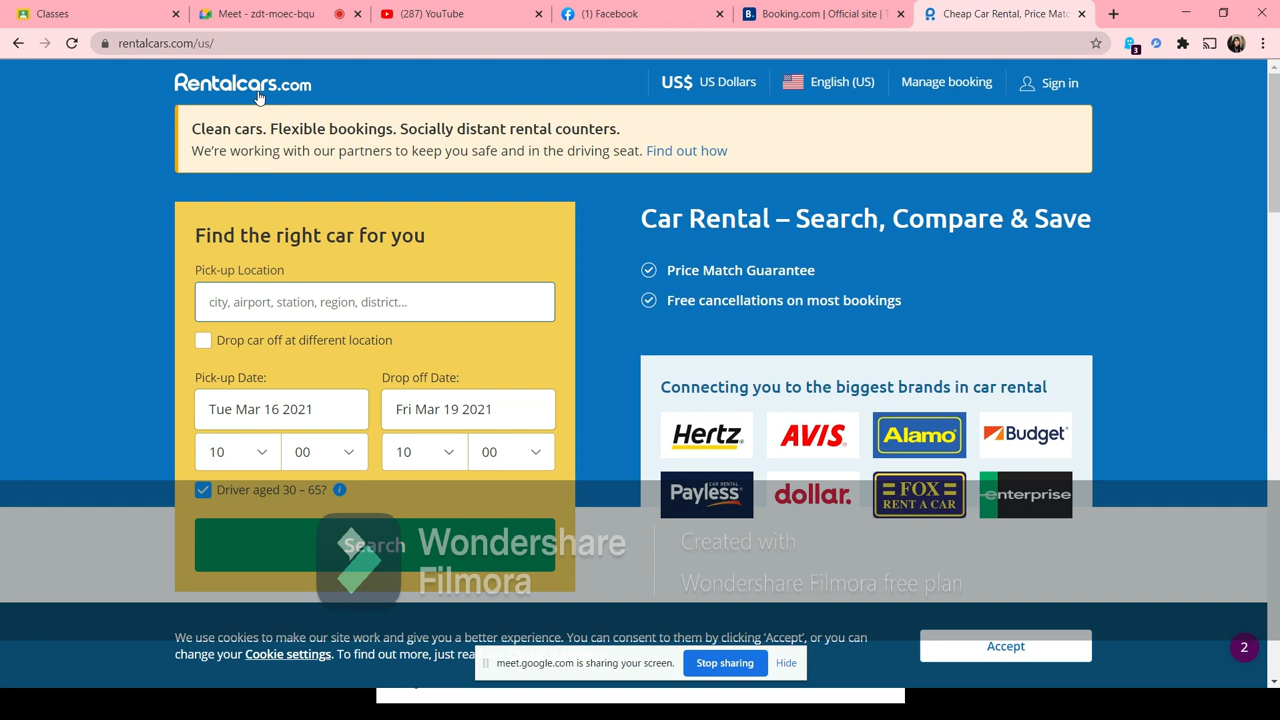 Classes
Meet - zdt-moec-bqu
(287) YouTube
(1) Facebook
Booking.com | Official site | T
Cheap Car Rental, Price Matc
rentalcars.com/us/
3
Rentalcars.com
US$ US Dollars
English (US)
Manage booking
Sign in
Clean cars. Flexible bookings. Socially distant rental counters.
We're working with our partners to keep you safe and in the driving seat. Find out how
Find the right car for you
Car Rental – Search, Compare & Save
Pick-up Location
city, airport, station, region, district...
Price Match Guarantee
Free cancellations on most bookings
Drop car off at different location
Pick-up Date:
Drop off Date:
Tue Mar 16 2021
Fri Mar 19 2021
10 00 10 00
Driver aged 30 – 65?
Connecting you to the biggest brands in car rental
Hertz AVIS Alamo Budget
Payless CAR RENTAL dollar. FOX RENT A CAR enterprise
Search
Wondershare
Filmora
Created with
Wondershare Filmora free plan
We use cookies to make our site work and give you a better experience. You can consent to them by clicking 'Accept', or you can
change your Cookie settings. To find out more, just rea
Accept
meet.google.com is sharing your screen.
Stop sharing
Hide
2